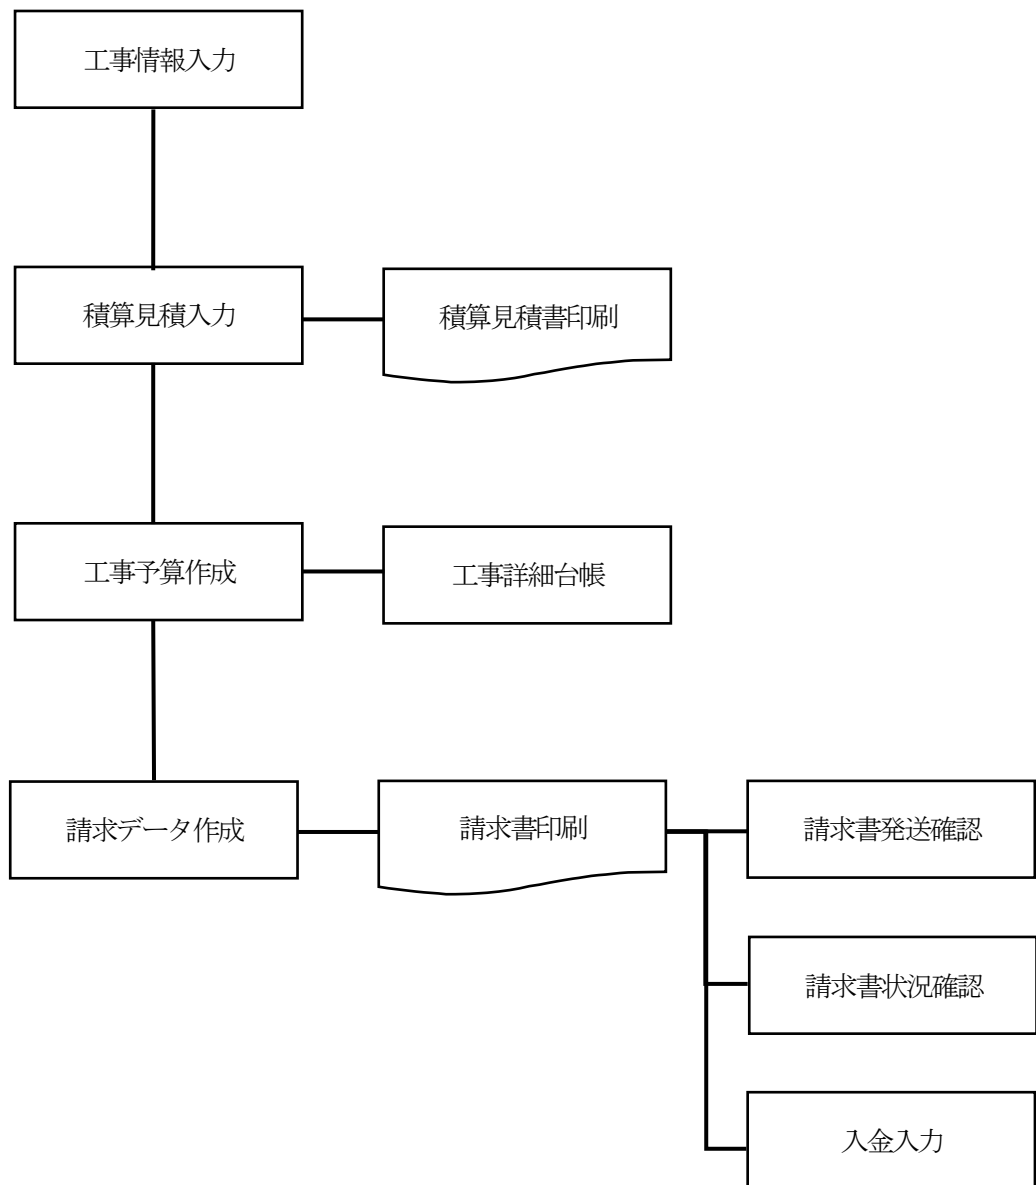 工事情報入力
積算見積入力
積算見積書印刷
工事予算作成
工事詳細台帳
請求データ作成
請求書印刷
請求書発送確認
請求書状況確認
入金入力